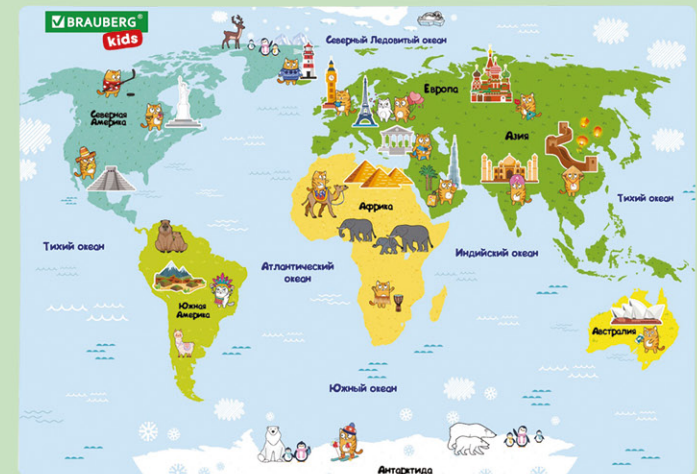 BRAUBERG®
kids
Северный Ледовитый океан
Европа
Северная
Америка
Азия
Тихий океан
Африка
Тихий океан
Индийский океан
Атлантический
океан
Южная
Америка
Австралия
Южный океан
Антарктида